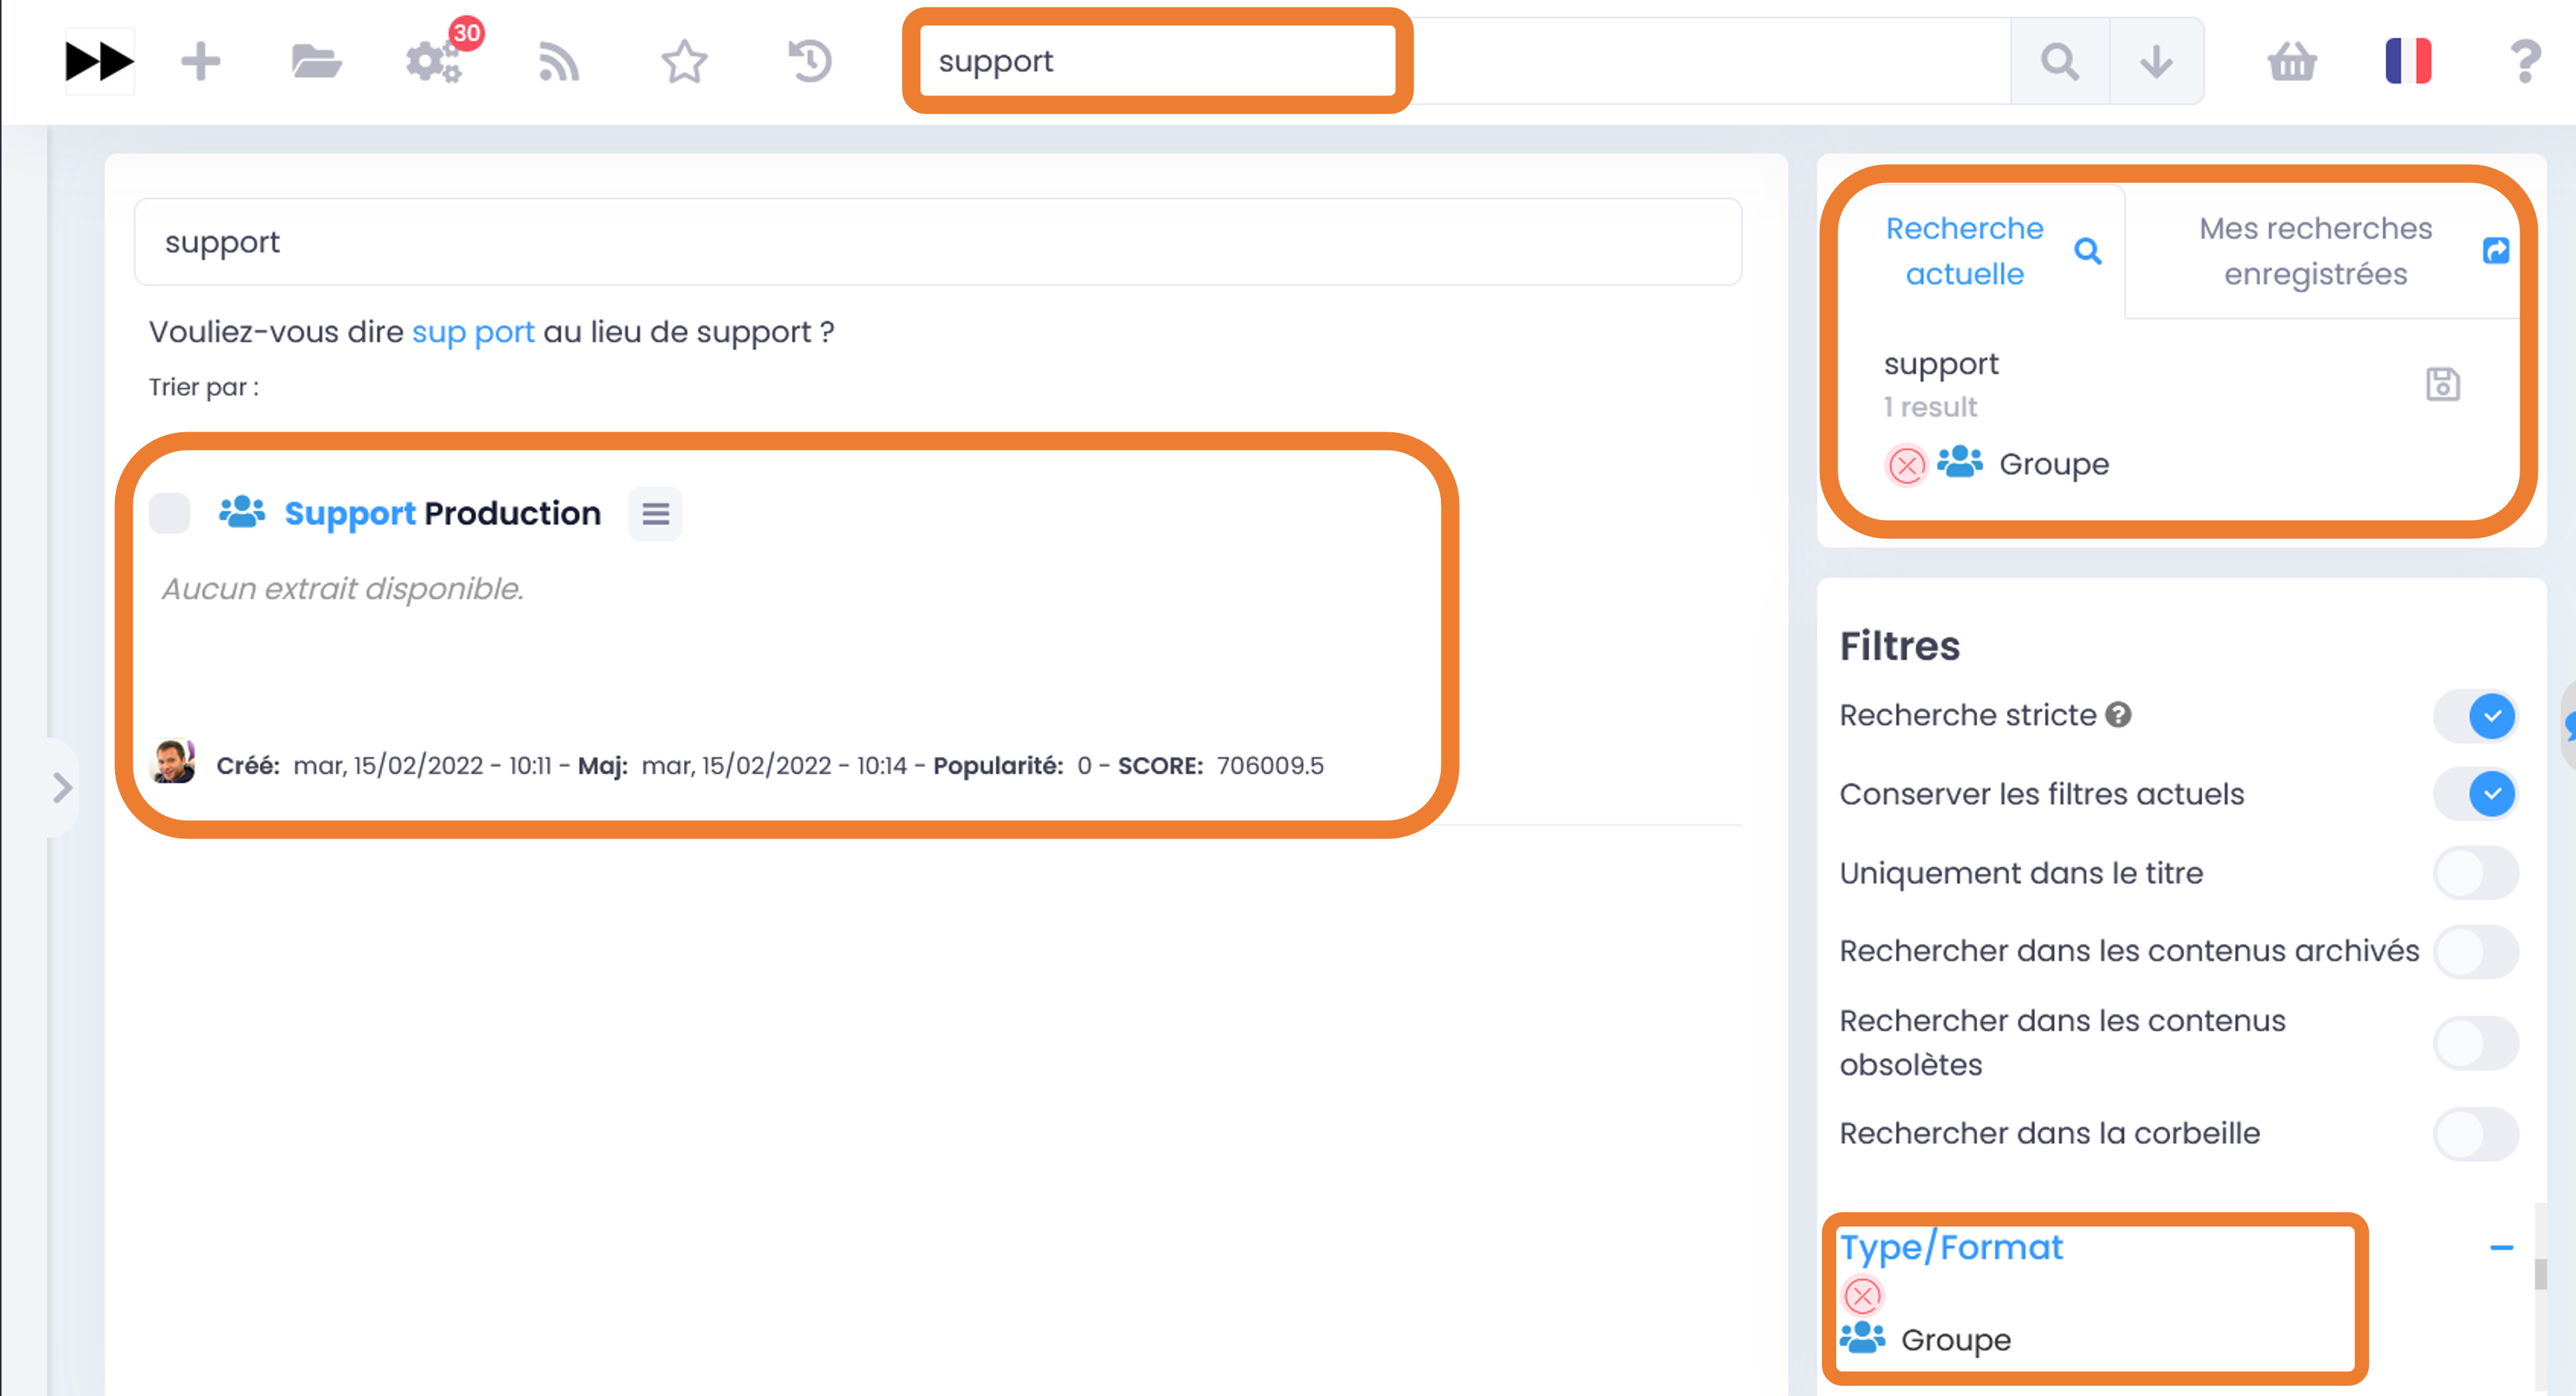 30
support
support
Vouliez-vous dire sup port au lieu de support ?
Trier par :
Support Production
Aucun extrait disponible.
Créé: mar, 15/02/2022 - 10:11 - Maj: mar, 15/02/2022 - 10:14 - Popularité: 0 - SCORE: 706009.5
Recherche
actuelle
Mes recherches
enregistrées
support
1 result
Groupe
Filtres
Recherche stricte
Conserver les filtres actuels
Uniquement dans le titre
Rechercher dans les contenus archivés
Rechercher dans les contenus
obsolètes
Rechercher dans la corbeille
Type/Format
Groupe